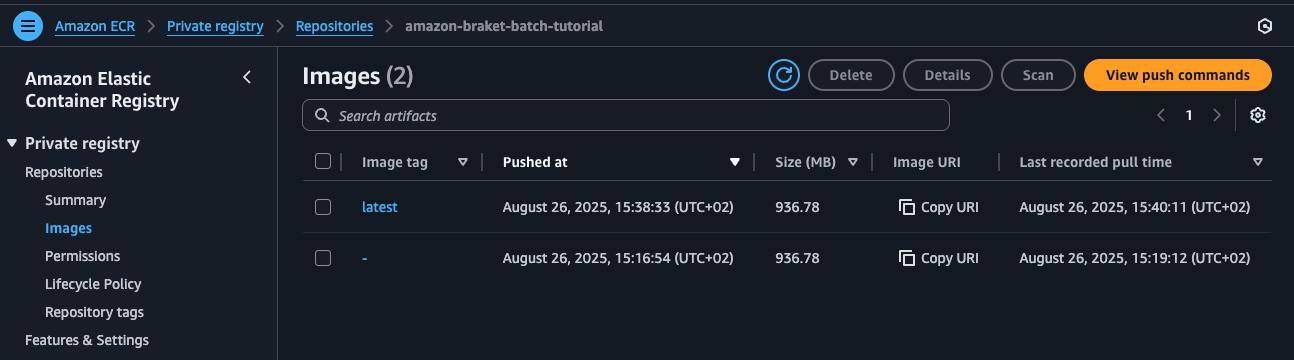 Amazon ECR > Private registry > Repositories > amazon-braket-batch-tutorial
Amazon Elastic
Container Registry
Private registry
Repositories
Summary
Images
Permissions
Lifecycle Policy
Repository tags
Features & Settings
Images (2)
Delete Details Scan View push commands
Search artifacts
1
Image tag Pushed at Size (MB) Image URI Last recorded pull time
latest August 26, 2025, 15:38:33 (UTC+02) 936.78 Copy URI August 26, 2025, 15:40:11 (UTC+02)
- August 26, 2025, 15:16:54 (UTC+02) 936.78 Copy URI August 26, 2025, 15:19:12 (UTC+02)